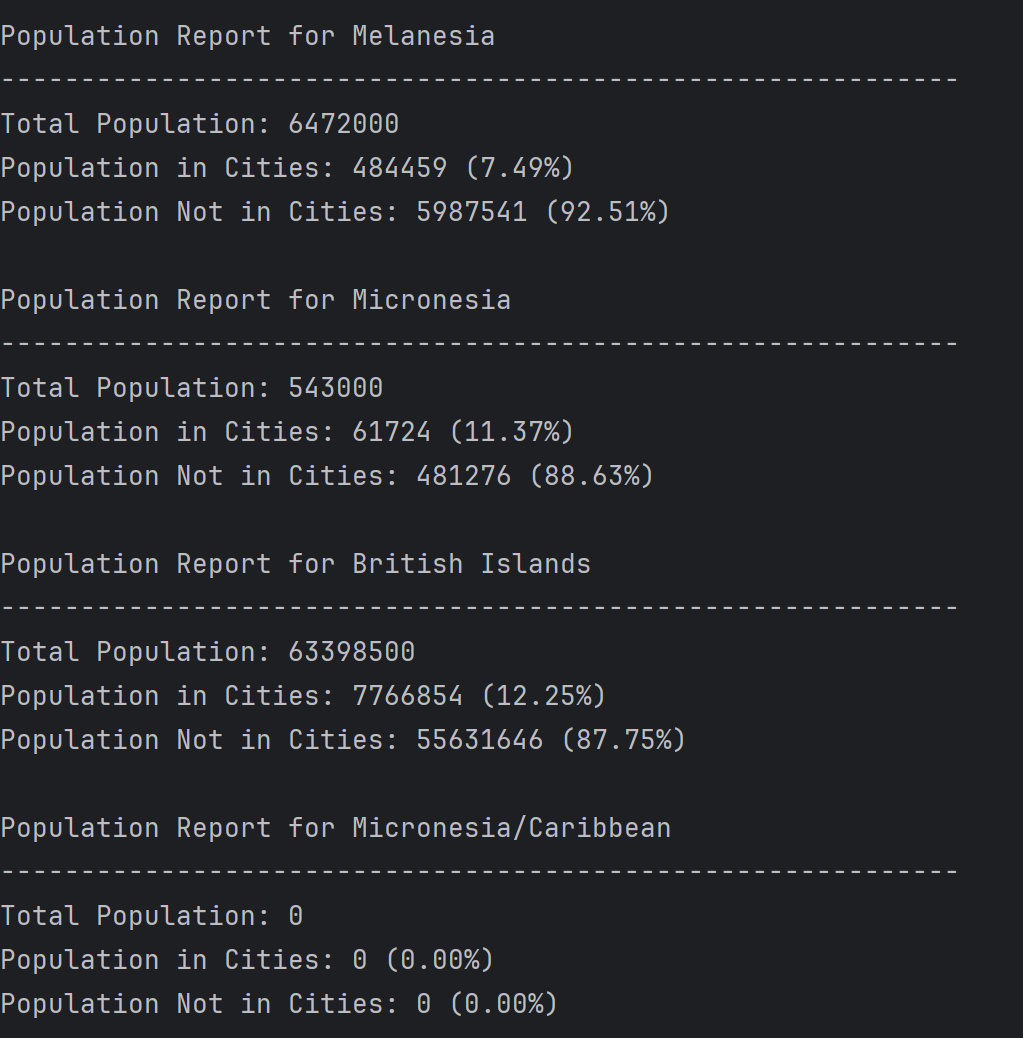 Population Report for Melanesia
------------------------------------------------------------
Total Population: 6472000
Population in Cities: 484459 (7.49%)
Population Not in Cities: 5987541 (92.51%)
Population Report for Micronesia
------------------------------------------------------------
Total Population: 543000
Population in Cities: 61724 (11.37%)
Population Not in Cities: 481276 (88.63%)
Population Report for British Islands
------------------------------------------------------------
Total Population: 63398500
Population in Cities: 7766854 (12.25%)
Population Not in Cities: 55631646 (87.75%)
Population Report for Micronesia/Caribbean
------------------------------------------------------------
Total Population: 0
Population in Cities: 0 (0.00%)
Population Not in Cities: 0 (0.00%)